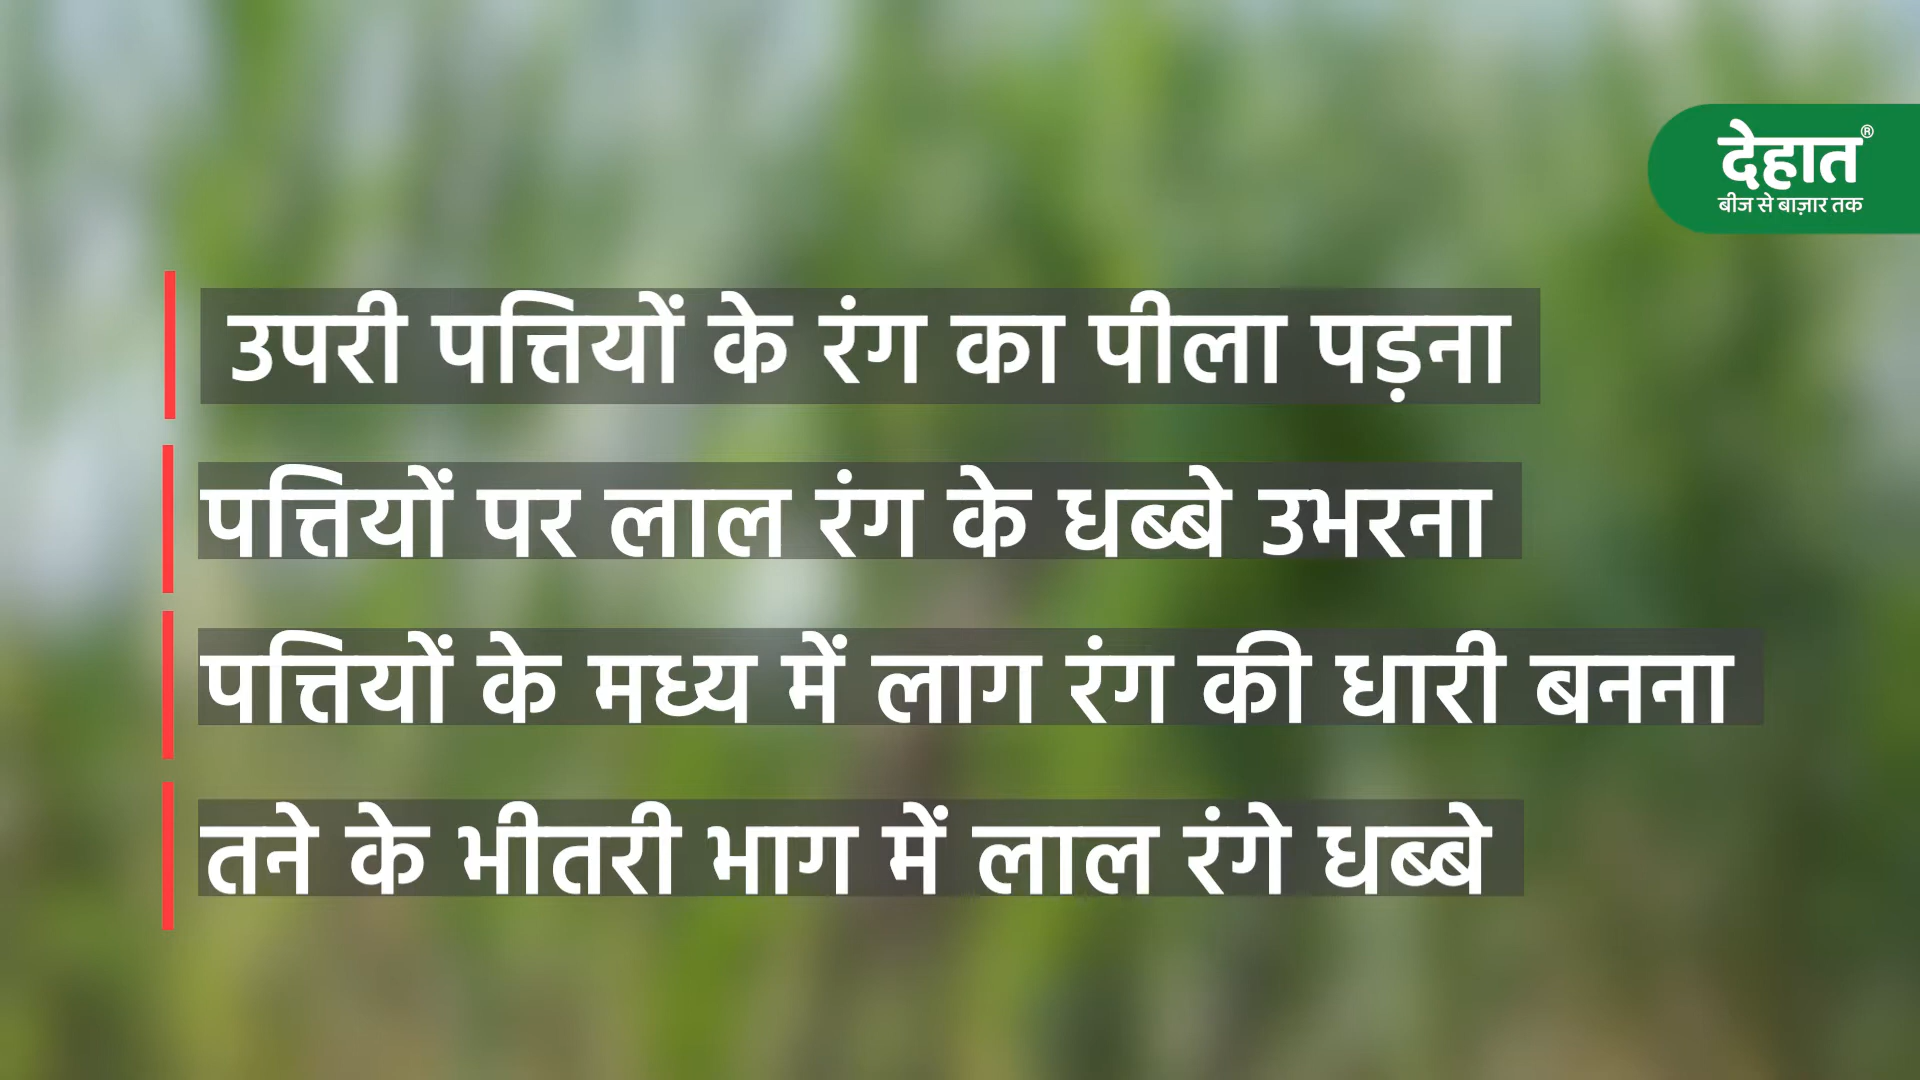 देहात®
बीज से बाज़ार तक
उपरी पत्तियों के रंग का पीला पड़ना
पत्तियों पर लाल रंग के धब्बे उभरना
पत्तियों के मध्य में लाग रंग की धारी बनना
तने के भीतरी भाग में लाल रंगे धब्बे